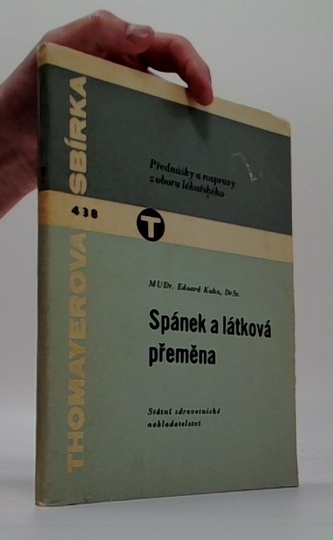 THOMAYEROVA SBÍRKA
Přednášky a rozpravy
z oboru lékařského
438
T
MUDr. Eduard Kuhn, DrSc.
Spánek a látková
přeměna
Státní zdravotnické
nakladatelství